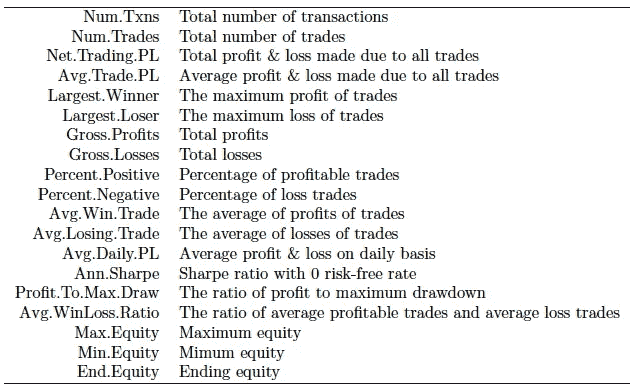 Num.Txns Total number of transactions
Num.Trades Total number of trades
Net.Trading.PL Total profit & loss made due to all trades
Avg.Trade.PL Average profit & loss made due to all trades
Largest.Winner The maximum profit of trades
Largest.Loser The maximum loss of trades
Gross.Profits Total profits
Gross.Losses Total losses
Percent.Positive Percentage of profitable trades
Percent.Negative Percentage of loss trades
Avg.Win.Trade The average of profits of trades
Avg.Losing.Trade The average of losses of trades
Avg.Daily.PL Average profit & loss on daily basis
Ann.Sharpe Sharpe ratio with 0 risk-free rate
Profit.To.Max.Draw The ratio of profit to maximum drawdown
Avg.WinLoss.Ratio The ratio of average profitable trades and average loss trades
Max.Equity Maximum equity
Min.Equity Mimum equity
End.Equity Ending equity